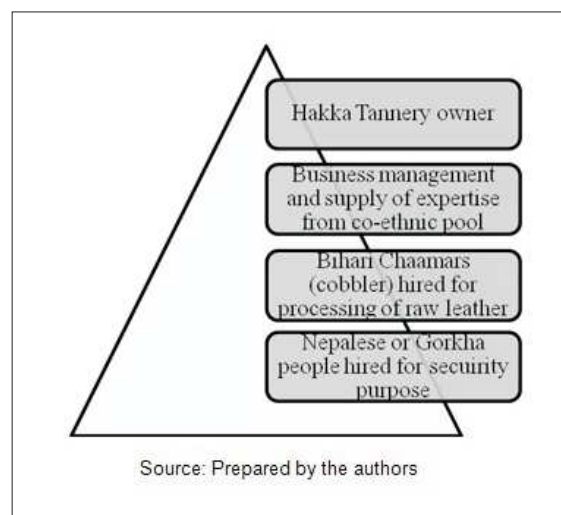 Hakka Tannery owner
Business management
and supply of expertise
from co-ethnic pool
Bihari Chaamars
(cobbler) hired for
processing of raw leather
Nepalese or Gorkha
people hired for secuirity
purpose
Source: Prepared by the authors